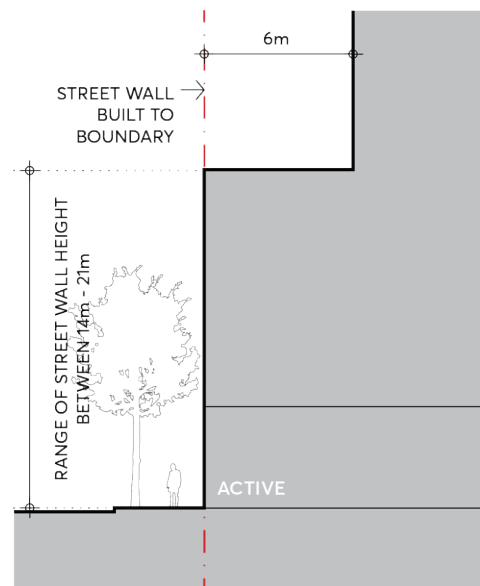 6m
STREET WALL
BUILT TO
BOUNDARY
RANGE OF STREET WALL HEIGHT
BETWEEN 14m - 21m
ACTIVE